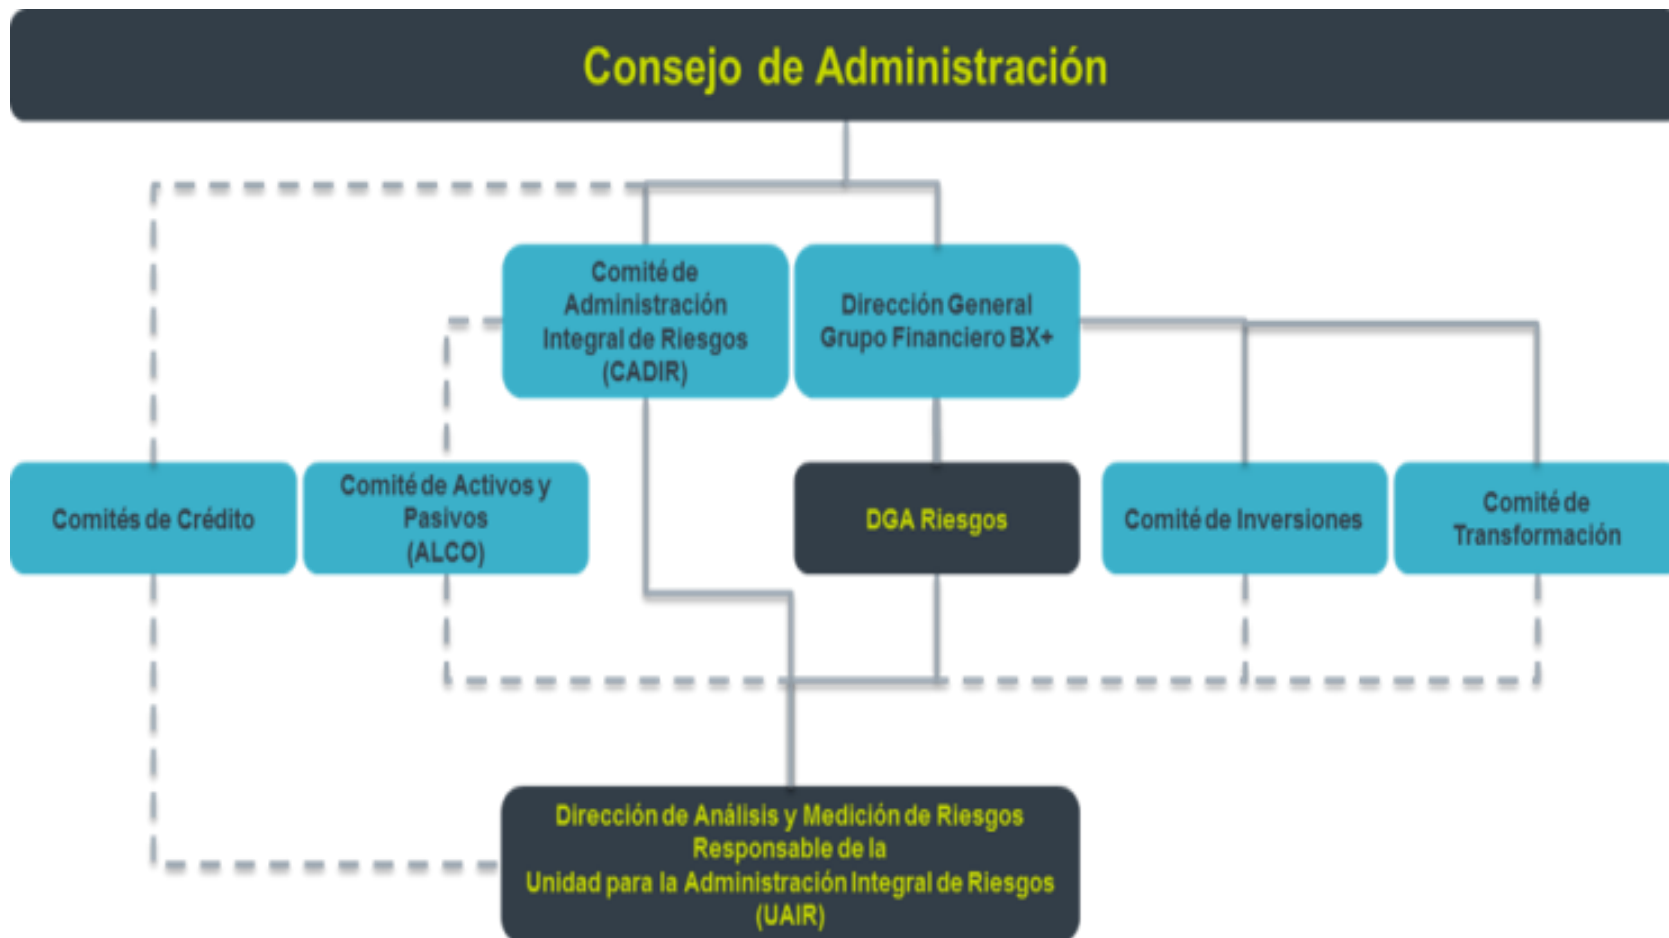 Consejo de Administración
Comité de
Administración
Integral de Riesgos
(CADIR)
Dirección General
Grupo Financiero BX+
Comités de Crédito
Comité de Activos y
Pasivos
(ALCO)
DGA Riesgos
Comité de Inversiones
Comité de
Transformación
Dirección de Análisis y Medición de Riesgos
Responsable de la
Unidad para la Administración Integral de Riesgos
(UAIR)